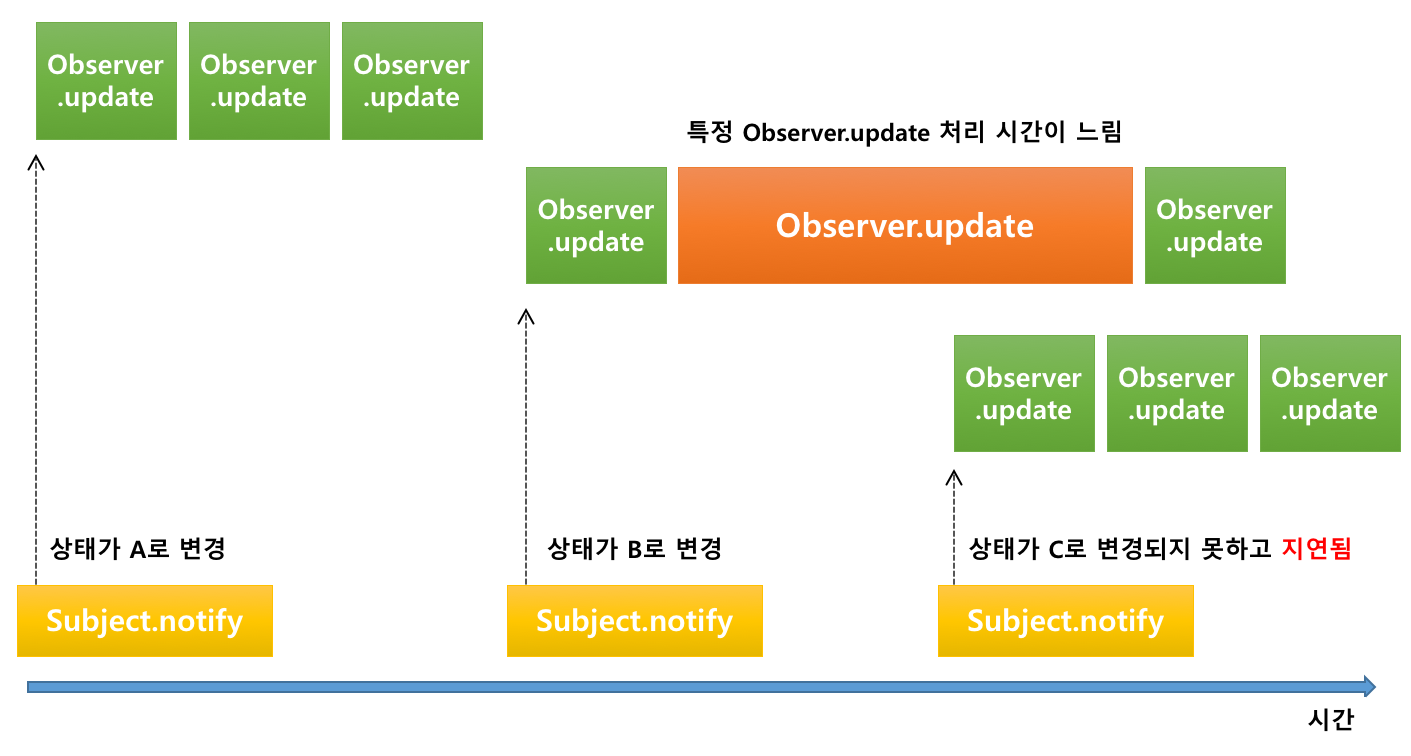 Observer
.update
Observer
.update
Observer
.update
특정 Observer.update 처리 시간이 느림
Observer
.update
Observer.update
Observer
.update
Observer
.update
Observer
.update
Observer
.update
상태가 A로 변경
상태가 B로 변경
상태가 C로 변경되지 못하고 지연됨
Subject.notify
Subject.notify
Subject.notify
시간